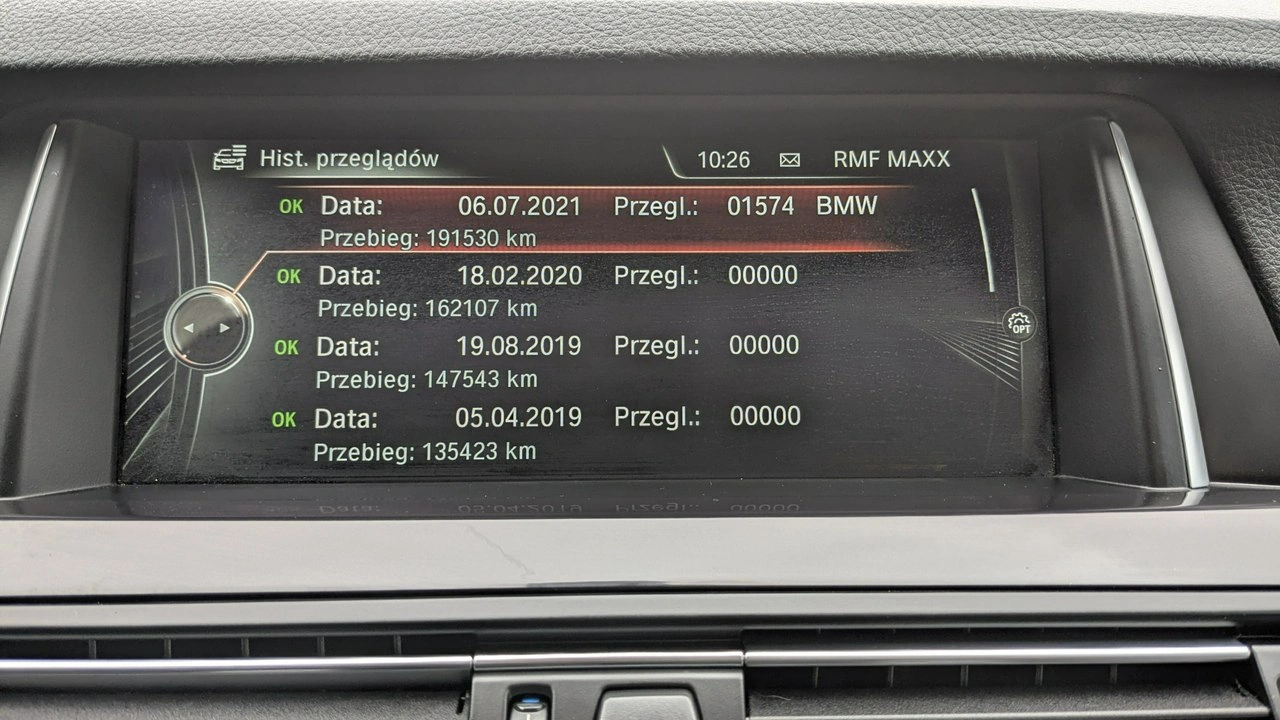 Hist. przeglądów 10:26 RMF MAXX
OK Data: 06.07.2021 Przegl.: 01574 BMW
Przebieg: 191530 km
OK Data: 18.02.2020 Przegl.: 00000
Przebieg: 162107 km
OK Data: 19.08.2019 Przegl.: 00000
Przebieg: 147543 km
OPT
OK Data: 05.04.2019 Przegl.: 00000
Przebieg: 135423 km